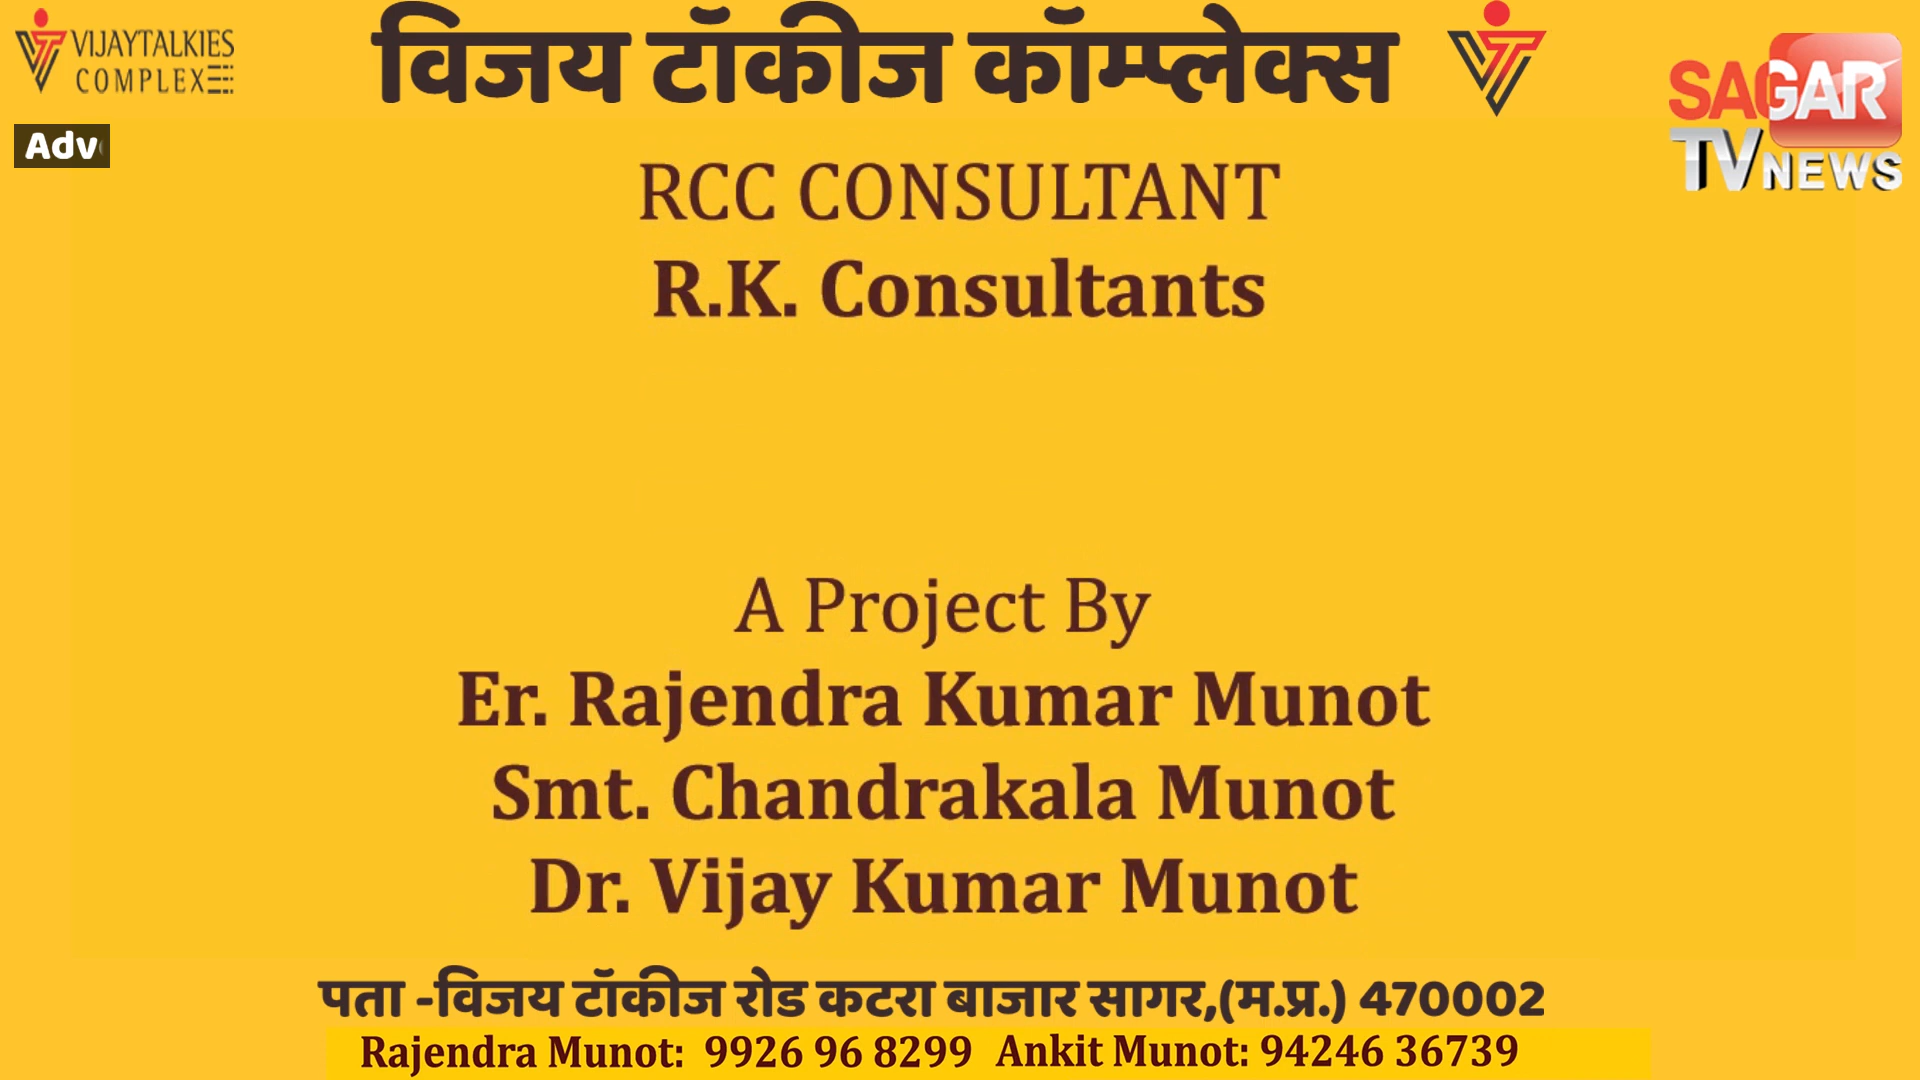 VIJAYTALKIES
COMPLEX
विजय टॉकीज कॉम्प्लेक्स
SAGAR
TV NEWS
Adv
RCC CONSULTANT
R.K. Consultants
A Project By
Er. Rajendra Kumar Munot
Smt. Chandrakala Munot
Dr. Vijay Kumar Munot
पता -विजय टॉकीज रोड कटरा बाजार सागर,(म.प्र.) 470002
Rajendra Munot: 9926 96 8299 Ankit Munot: 94246 36739